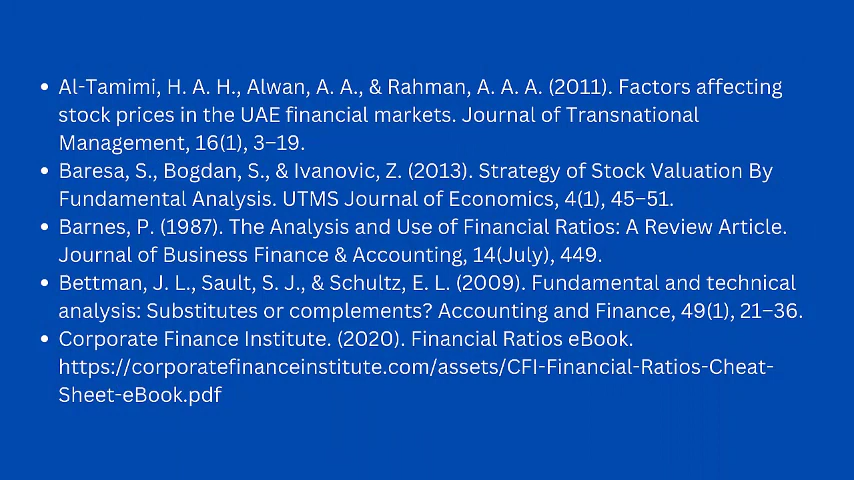 • Al-Tamimi, H. A. H., Alwan, A. A., & Rahman, A. A. A. (2011). Factors affecting
stock prices in the UAE financial markets. Journal of Transnational
Management, 16(1), 3–19.
• Baresa, S., Bogdan, S., & Ivanovic, Z. (2013). Strategy of Stock Valuation By
Fundamental Analysis. UTMS Journal of Economics, 4(1), 45–51.
• Barnes, P. (1987). The Analysis and Use of Financial Ratios: A Review Article.
Journal of Business Finance & Accounting, 14(July), 449.
• Bettman, J. L., Sault, S. J., & Schultz, E. L. (2009). Fundamental and technical
analysis: Substitutes or complements? Accounting and Finance, 49(1), 21–36.
• Corporate Finance Institute. (2020). Financial Ratios eBook.
https://corporatefinanceinstitute.com/assets/CFI-Financial-Ratios-Cheat-
Sheet-eBook.pdf